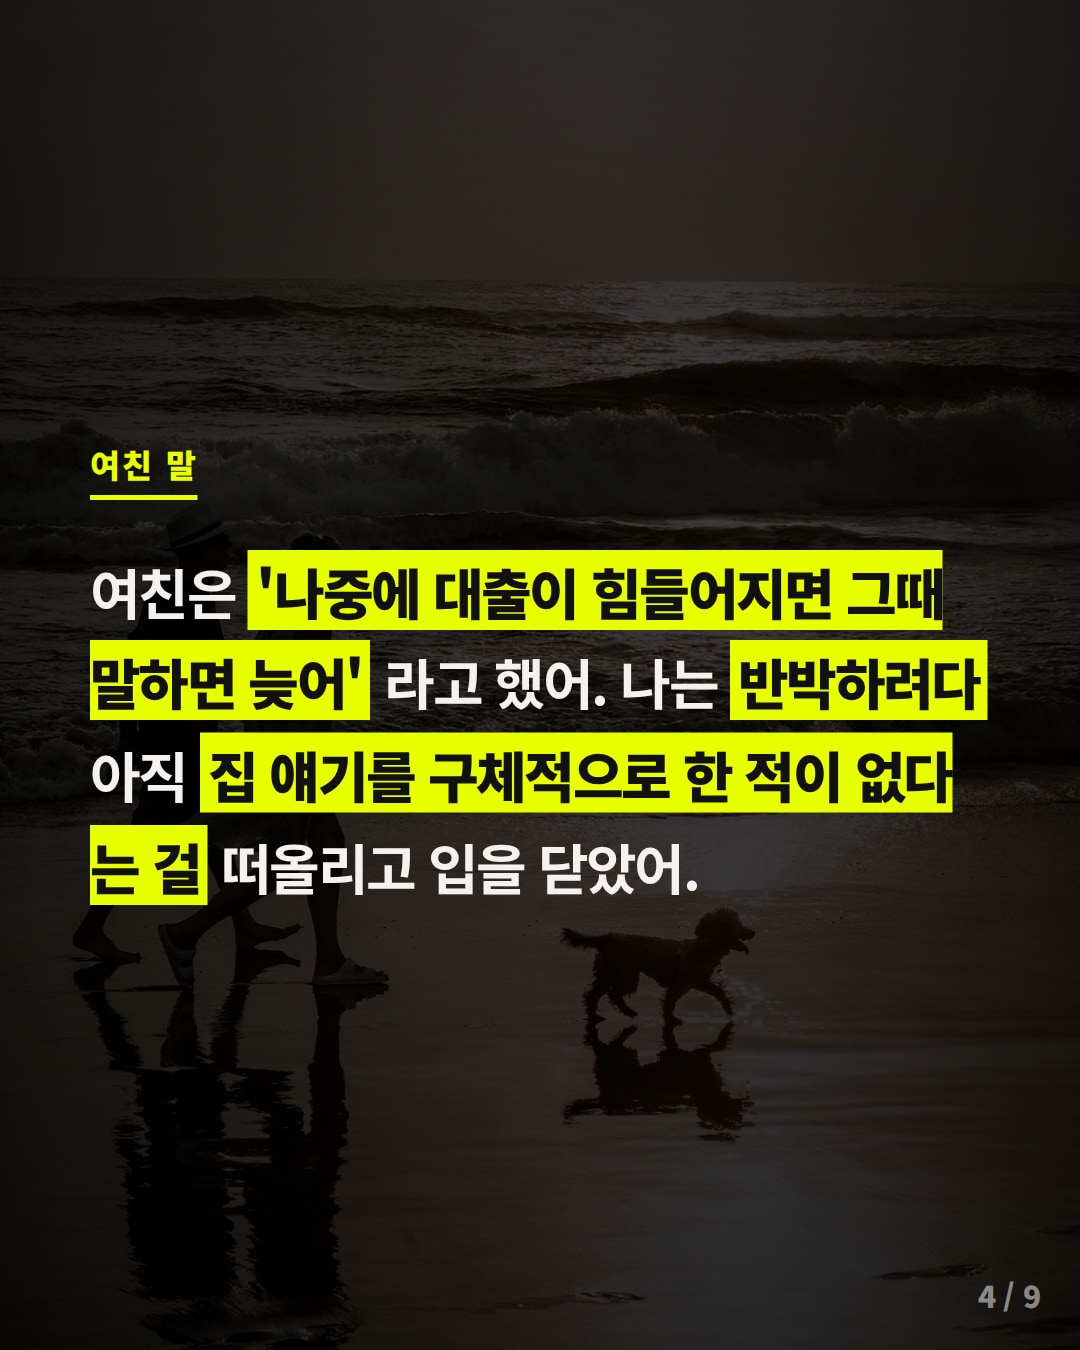 여친 말
여친은 '나중에 대출이 힘들어지면 그때
말하면 늦어' 라고 했어. 나는 반박하려다
아직 집 얘기를 구체적으로 한 적이 없다
는 걸 떠올리고 입을 닫았어.
4 / 9